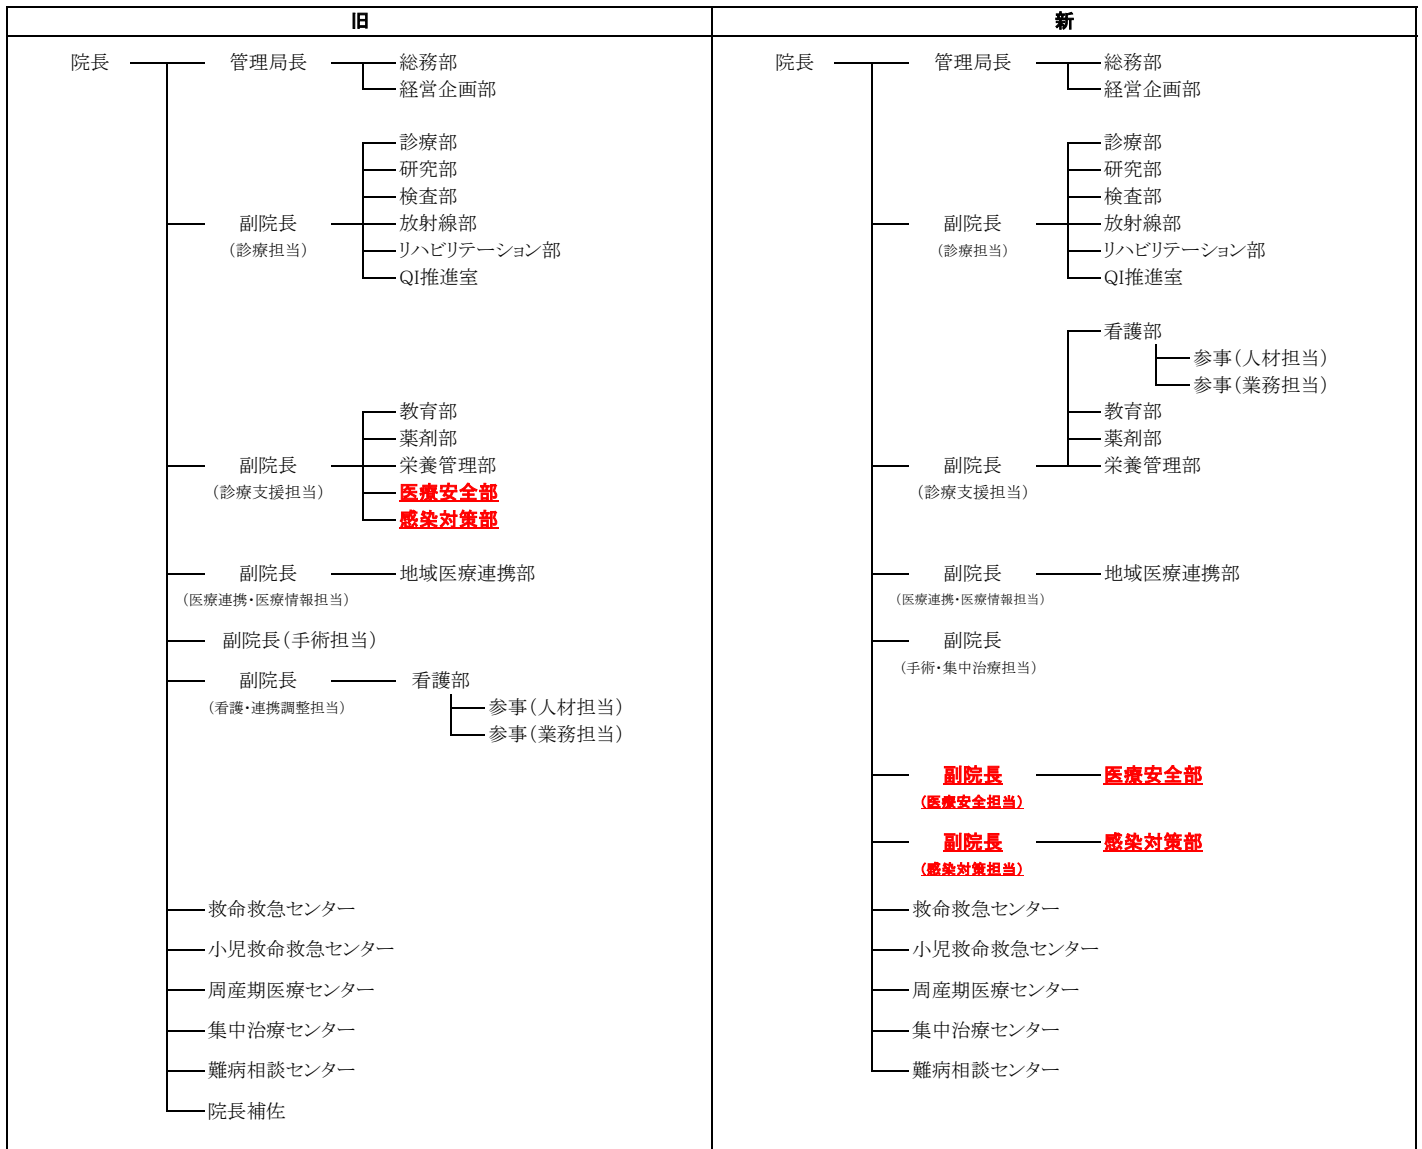 旧
院長
管理局長
総務部
経営企画部
診療部
研究部
検査部
副院長
放射線部
(診療担当)
リハビリテーション部
QI推進室
教育部
薬剤部
副院長
栄養管理部
(診療支援担当)
医療安全部
感染対策部
副院長
地域医療連携部
(医療連携・医療情報担当)
副院長(手術担当)
副院長
看護部
(看護・連携調整担当)
参事(人材担当)
参事(業務担当)
救命救急センター
小児救命救急センター
周産期医療センター
集中治療センター
難病相談センター
院長補佐
新
院長
管理局長
総務部
経営企画部
診療部
研究部
検査部
副院長
放射線部
(診療担当)
リハビリテーション部
QI推進室
看護部
参事(人材担当)
参事(業務担当)
教育部
薬剤部
副院長
栄養管理部
(診療支援担当)
副院長
地域医療連携部
(医療連携・医療情報担当)
副院長
(手術・集中治療担当)
副院長
医療安全部
(医療安全担当)
副院長
感染対策部
(感染対策担当)
救命救急センター
小児救命救急センター
周産期医療センター
集中治療センター
難病相談センター